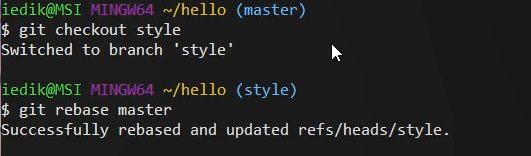 iedik@MSI MINGW64 ~/hello (master)
$ git checkout style
Switched to branch 'style'
iedik@MSI MINGW64 ~/hello (style)
$ git rebase master
Successfully rebased and updated refs/heads/style.